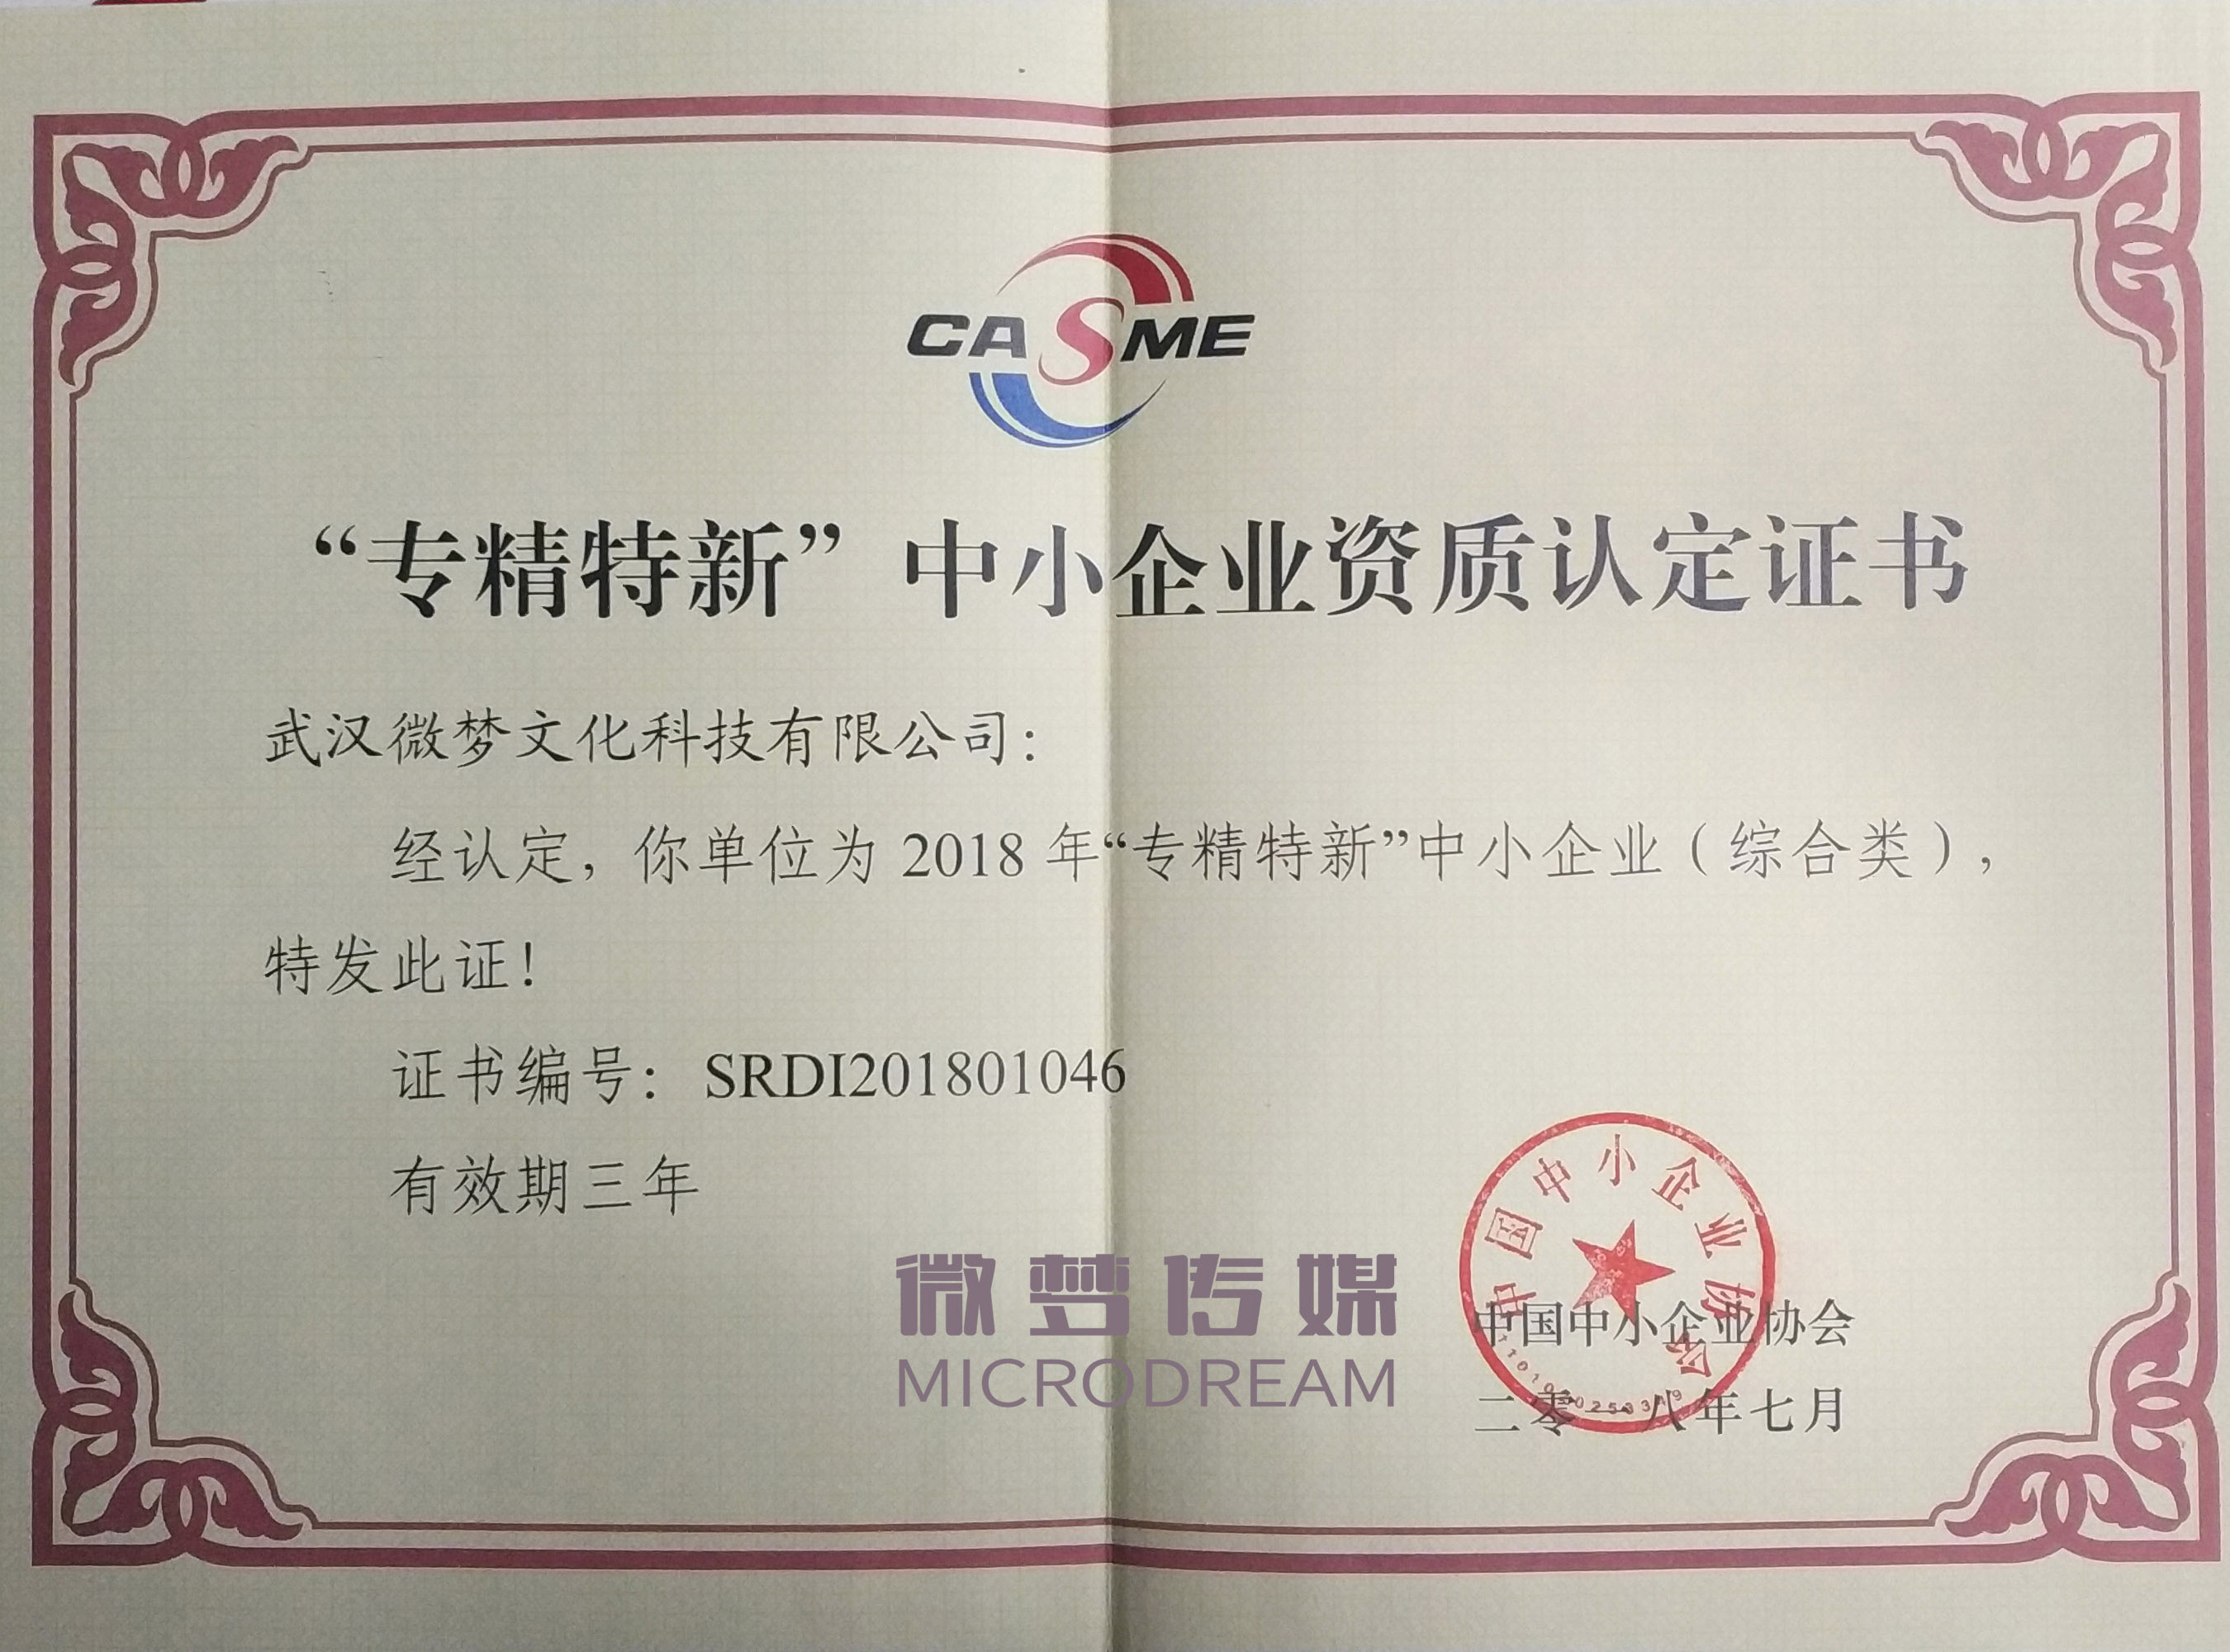 CASME
“专精特新”中小企业资质认定证书
武汉微梦文化科技有限公司：
经认定，你单位为 2018 年“专精特新”中小企业（综合类），
特发此证！
证书编号：SRDI201801046
有效期三年
微梦传媒
MICRODREAM
中国中小企业协会
中国中小企业协会
二零一八年七月